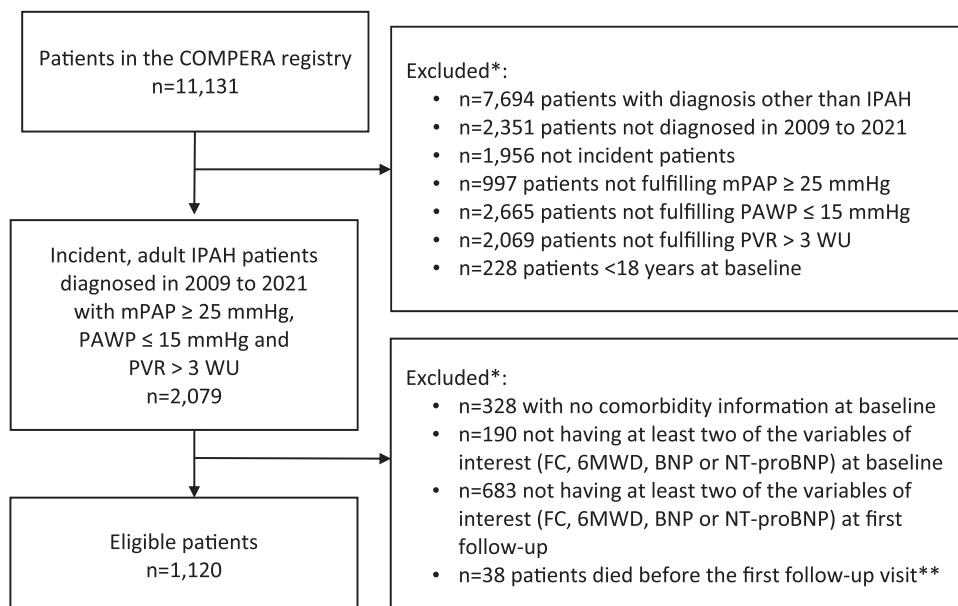 Patients in the COMPERA registry
n=11,131
Excluded*:
• n=7,694 patients with diagnosis other than IPAH
• n=2,351 patients not diagnosed in 2009 to 2021
• n=1,956 not incident patients
• n=997 patients not fulfilling mPAP ≥ 25 mmHg
• n=2,665 patients not fulfilling PAWP ≤ 15 mmHg
• n=2,069 patients not fulfilling PVR > 3 WU
• n=228 patients <18 years at baseline
Incident, adult IPAH patients
diagnosed in 2009 to 2021
with mPAP ≥ 25 mmHg,
PAWP ≤ 15 mmHg and
PVR > 3 WU
n=2,079
Excluded*:
• n=328 with no comorbidity information at baseline
• n=190 not having at least two of the variables of
interest (FC, 6MWD, BNP or NT-proBNP) at baseline
• n=683 not having at least two of the variables of
interest (FC, 6MWD, BNP or NT-proBNP) at first
follow-up
• n=38 patients died before the first follow-up visit**
Eligible patients
n=1,120